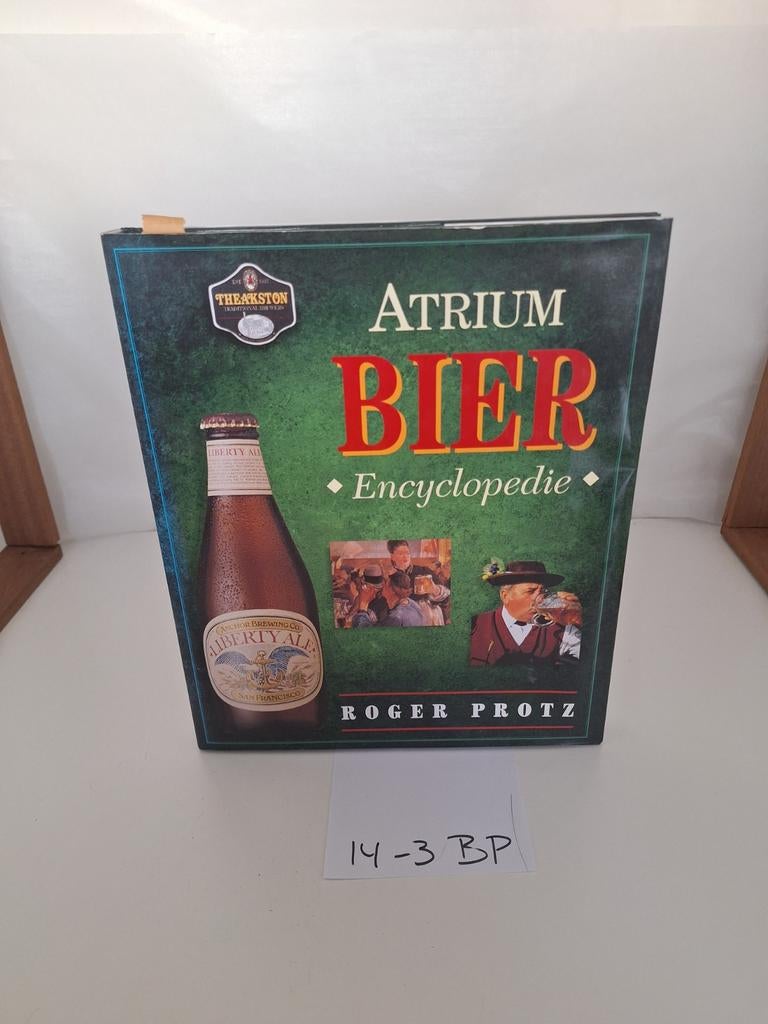 THEAKSTON
TRADITIONAL BREWERS
ATRIUM
BIER
Encyclopedie
LIBERTY ALE
ANCHOR BREWING CO
LIBERTY ALE
SAN FRANCISCO
ROGER PROTZ
14-3 BP